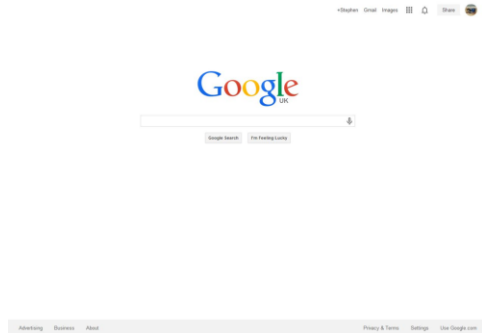 +Stephen Gmail Images Share
Google
UK
Google Search I'm Feeling Lucky
Advertising Business About Privacy & Terms Settings Use Google.com